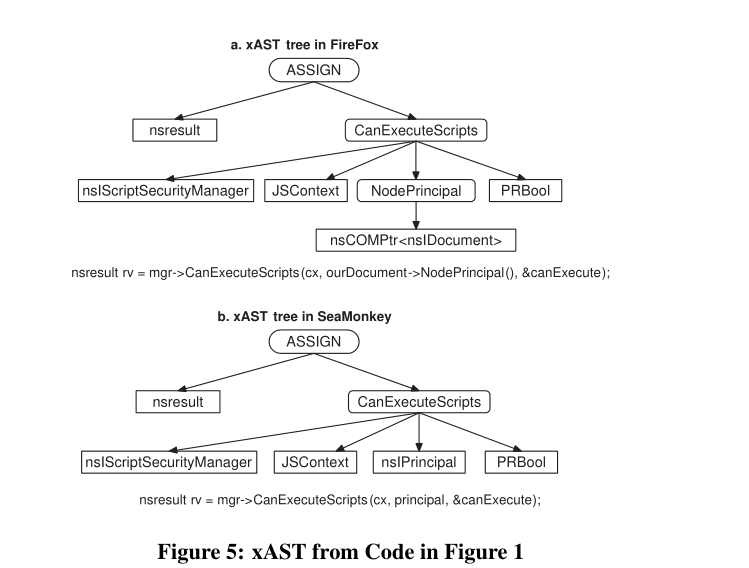 a. xAST tree in FireFox
ASSIGN
nsresult
CanExecuteScripts
nsIScriptSecurityManager
JSContext
NodePrincipal
PRBool
nsCOMPtr<nsIDocument>
nsresult rv = mgr->CanExecuteScripts(cx, ourDocument->NodePrincipal(), &canExecute);
b. xAST tree in SeaMonkey
ASSIGN
nsresult
CanExecuteScripts
nsIScriptSecurityManager
JSContext
nsIPrincipal
PRBool
nsresult rv = mgr->CanExecuteScripts(cx, principal, &canExecute);
Figure 5: xAST from Code in Figure 1